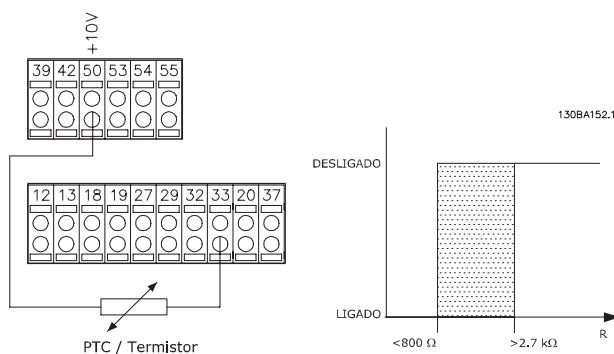 +10V
39 42 50 53 54 55
130BA152.1
DESLIGADO
12 13 18 19 27 29 32 33 20 37
LIGADO
<800 Ω >2.7 kΩ R
PTC / Termistor